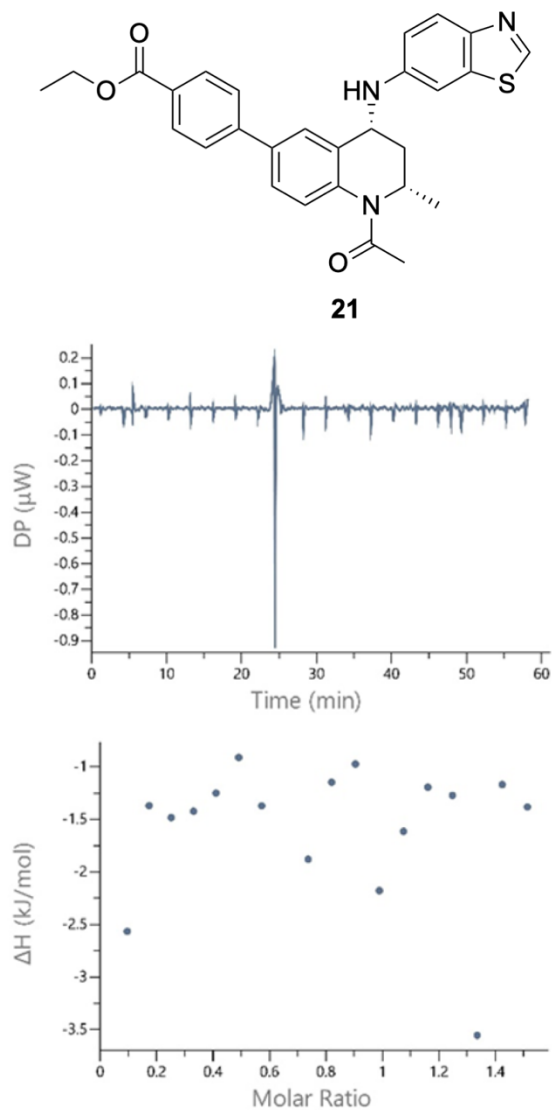 O
O
HN
N
S
N
O
21
0.2
0.1
0
-0.1
-0.2
-0.3
-0.4
-0.5
-0.6
-0.7
-0.8
-0.9
DP (μW)
0 10 20 30 40 50 60
Time (min)
-1
-1.5
-2
-2.5
-3
-3.5
ΔH (kJ/mol)
0 0.2 0.4 0.6 0.8 1 1.2 1.4
Molar Ratio